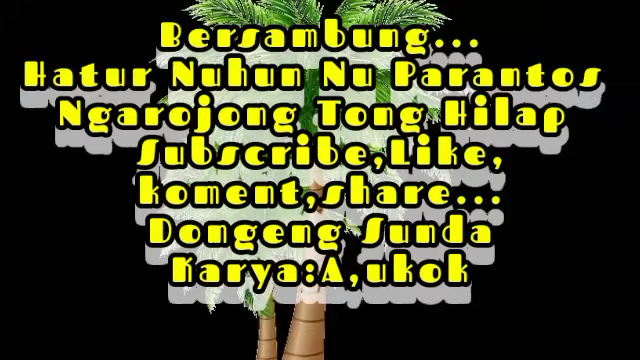 Bersambung...
Hatur Nuhun Nu Parantos
Ngarojong Tong Hilap
Subscribe,Like,
koment,share...
Dongeng Sunda
Karya:A,ukok